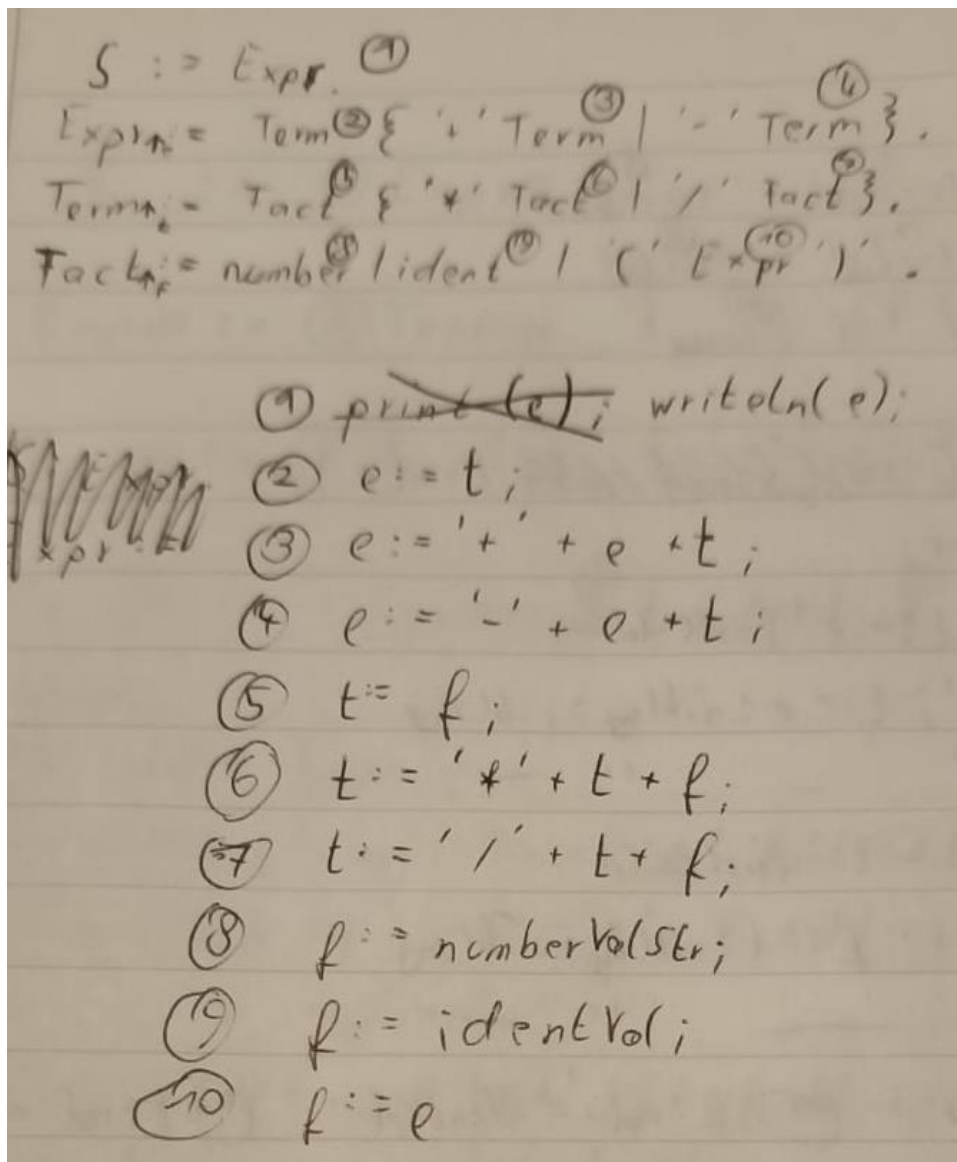 S := Expr. ①
Expr↑e = Term ② { '+' Term ③ | '-' Term ④ }.
Term↑t = Fact ⑤ { '*' Fact ⑥ | '/' Fact ⑦ }.
Fact↑f = number ⑧ | ident ⑨ | '(' Expr ⑩ ')' .
① print(e); writeln(e);
② e := t ;
③ e := '+' + e + t ;
④ e := '-' + e + t ;
⑤ t := f ;
⑥ t := '*' + t + f ;
⑦ t := '/' + t + f ;
⑧ f := numberValStr;
⑨ f := identVal;
⑩ f := e